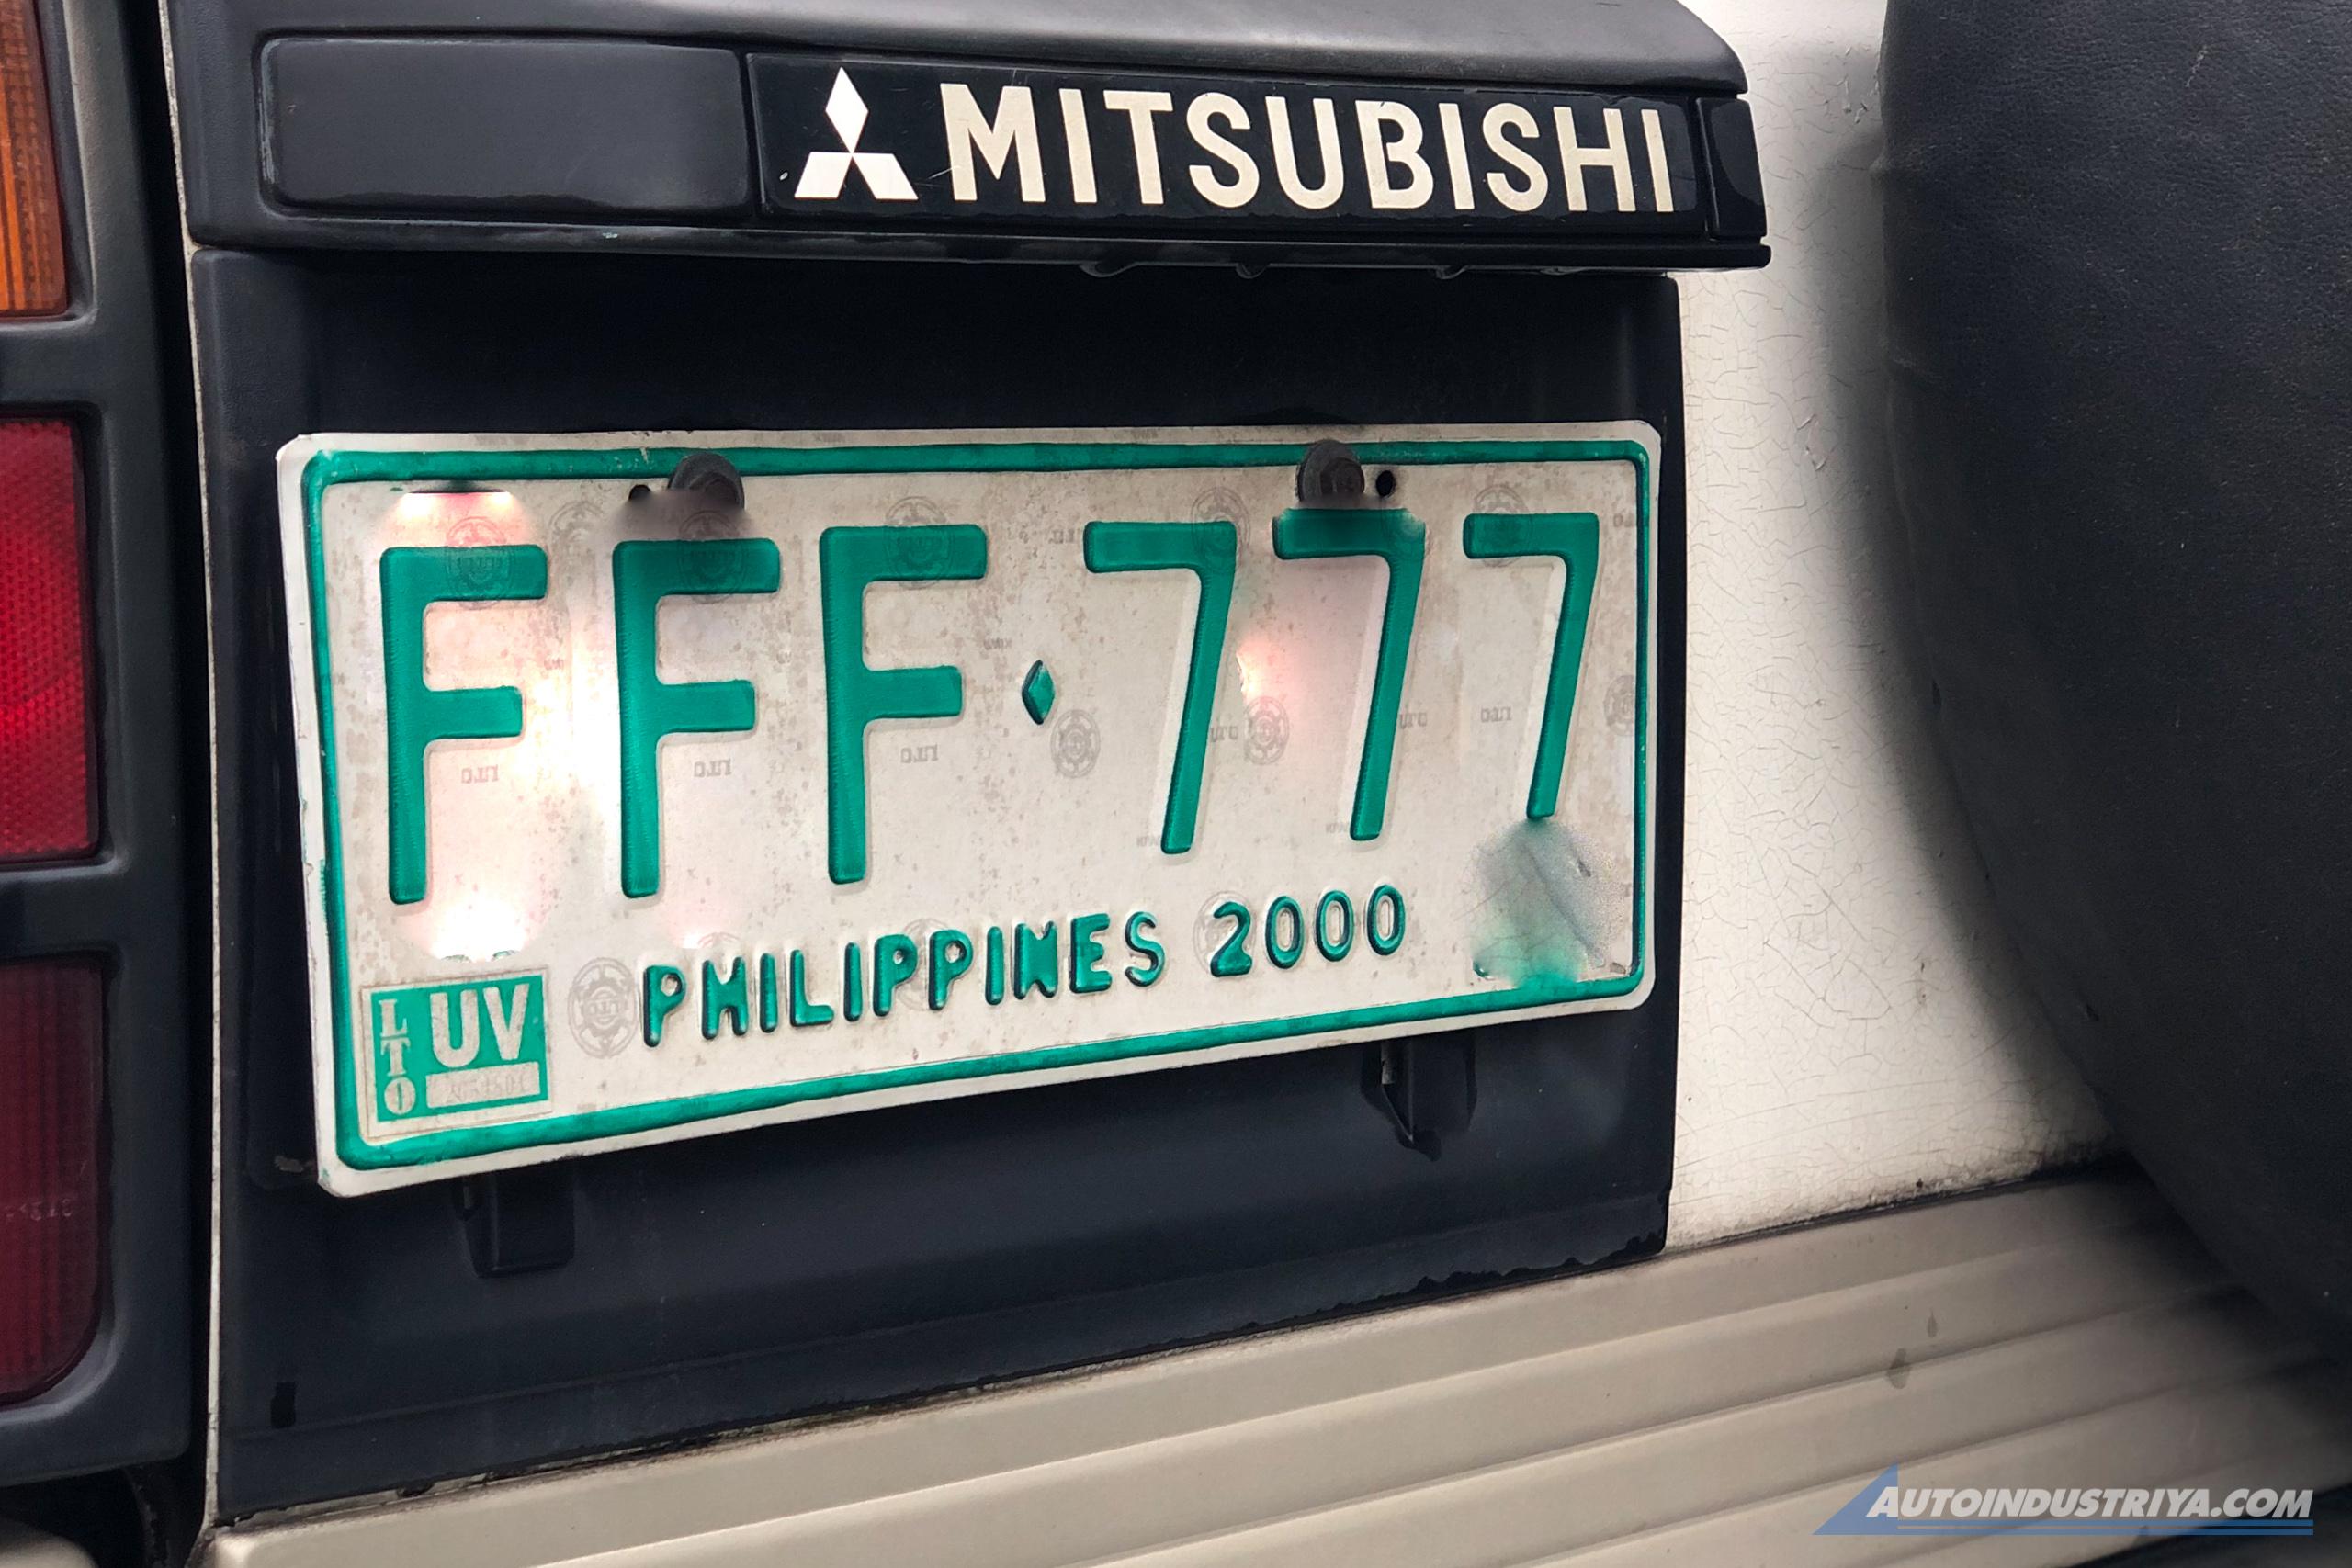 MITSUBISHI
FFF·777
PHILIPPINES 2000
LTO
UV
AUTOINDUSTRIYA.COM